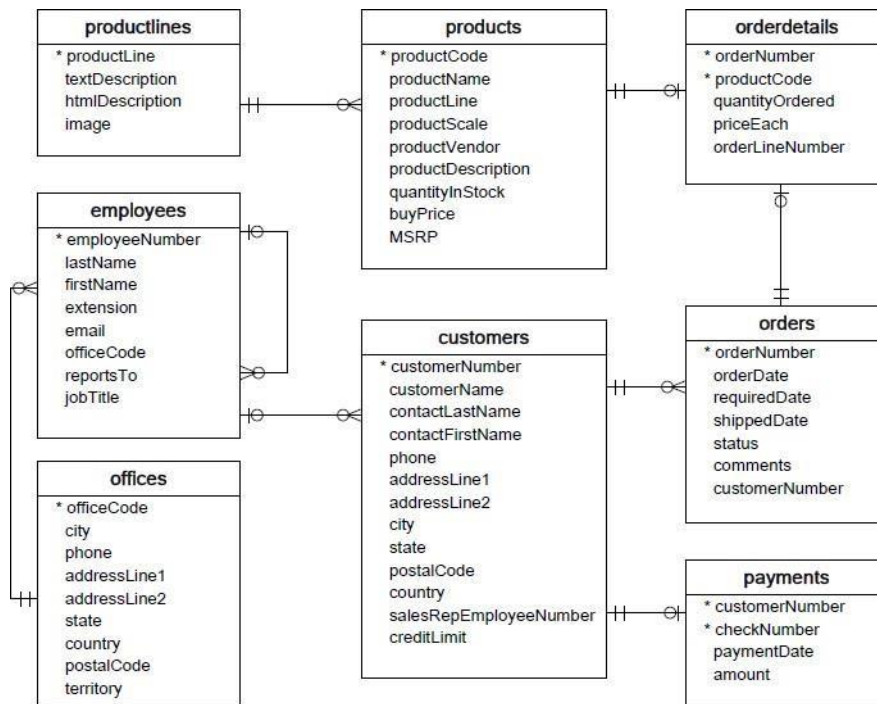 productlines
* productLine
textDescription
htmlDescription
image
products
* productCode
productName
productLine
productScale
productVendor
productDescription
quantityInStock
buyPrice
MSRP
orderdetails
* orderNumber
* productCode
quantityOrdered
priceEach
orderLineNumber
employees
* employeeNumber
lastName
firstName
extension
email
officeCode
reportsTo
jobTitle
customers
* customerNumber
customerName
contactLastName
contactFirstName
phone
addressLine1
addressLine2
city
state
postalCode
country
salesRepEmployeeNumber
creditLimit
orders
* orderNumber
orderDate
requiredDate
shippedDate
status
comments
customerNumber
offices
* officeCode
city
phone
addressLine1
addressLine2
state
country
postalCode
territory
payments
* customerNumber
* checkNumber
paymentDate
amount